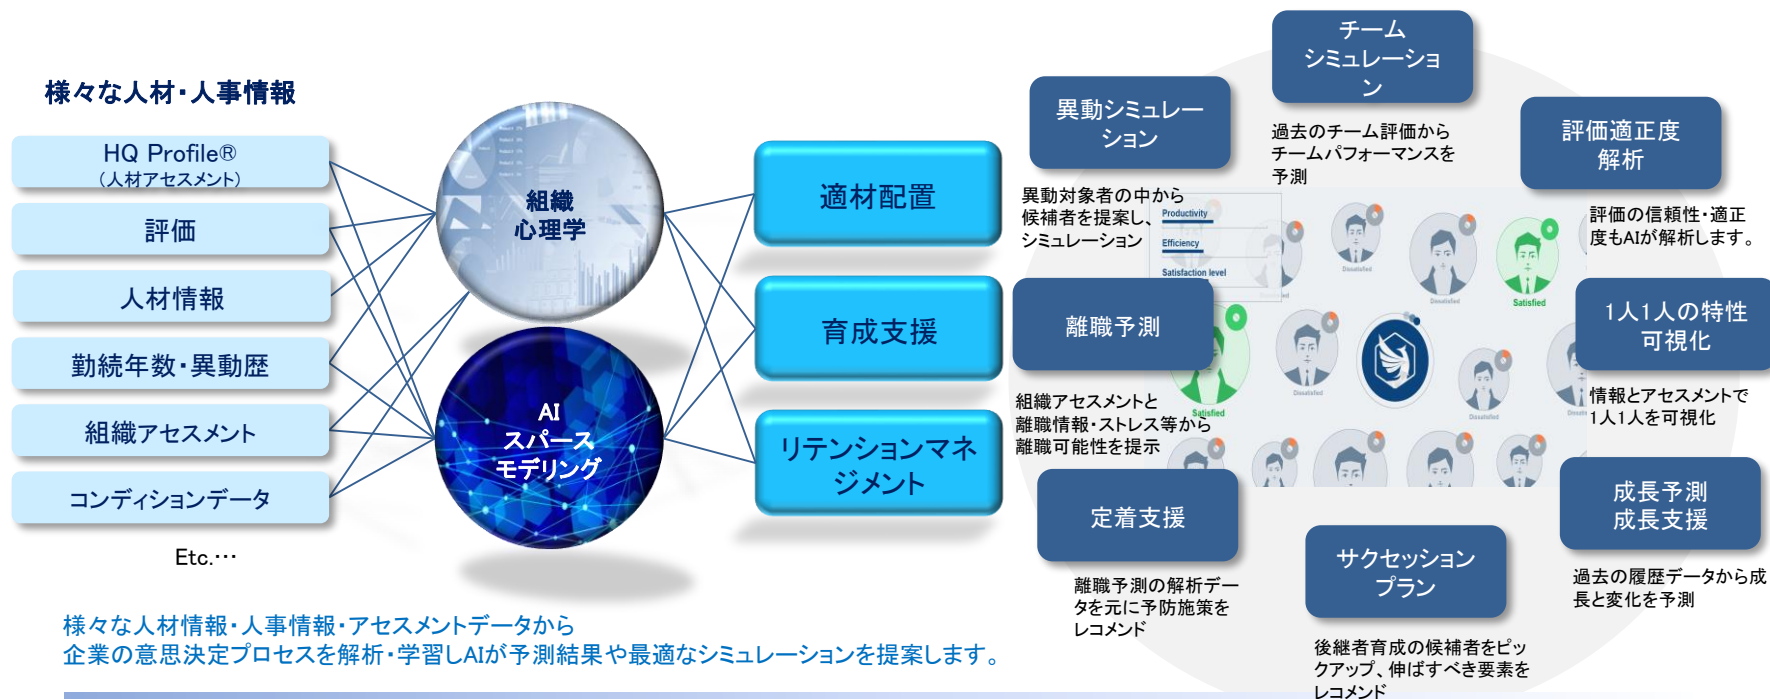 様々な人材・人事情報
HQ Profile®
(人材アセスメント)
評価
人材情報
勤続年数・異動歴
組織アセスメント
コンディションデータ
Etc.…
組織
心理学
AI
スパース
モデリング
適材配置
育成支援
リテンションマネ
ジメント
チーム
シミュレーショ
ン
過去のチーム評価から
チームパフォーマンスを
予測
異動シミュレー
ション
異動対象者の中から
候補者を提案し、
シミュレーション
評価適正度
解析
評価の信頼性・適正
度もAIが解析します。
離職予測
組織アセスメントと
離職情報・ストレス等から
離職可能性を提示
1人1人の特性
可視化
情報とアセスメントで
1人1人を可視化
定着支援
離職予測の解析デー
タを元に予防施策を
レコメンド
サクセッション
プラン
後継者育成の候補者をピッ
クアップ、伸ばすべき要素を
レコメンド
成長予測
成長支援
過去の履歴データから成
長と変化を予測
Productivity
Efficiency
Satisfaction level
Dissatisfied
Dissatisfied
Satisfied
Satisfied
Dissatisfied
Dissatisfied
様々な人材情報・人事情報・アセスメントデータから
企業の意思決定プロセスを解析・学習しAIが予測結果や最適なシミュレーションを提案します。